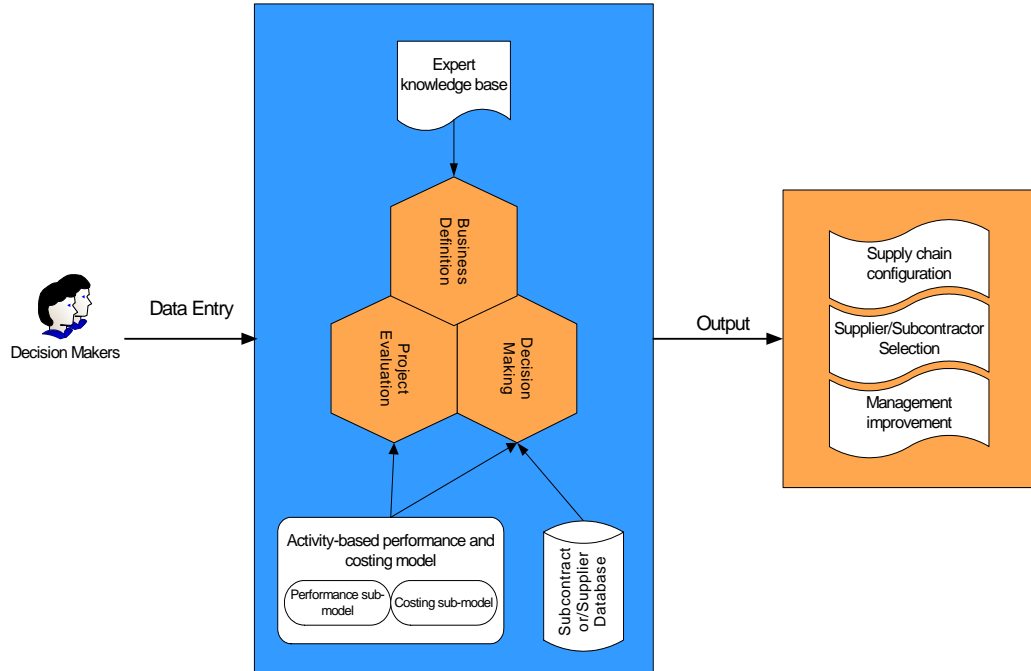 Expert
knowledge base
Business
Definition
Project
Evaluation
Decision
Making
Decision Makers
Data Entry
Output
Supply chain
configuration
Supplier/Subcontractor
Selection
Management
improvement
Activity-based performance and
costing model
Performance sub-
model
Costing sub-model
Subcontract
or/Supplier
Database